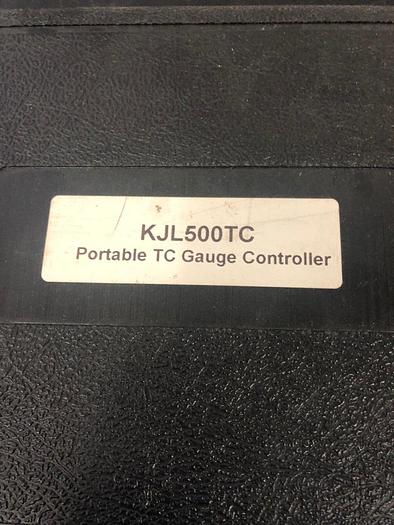 KJL500TC
Portable TC Gauge Controller